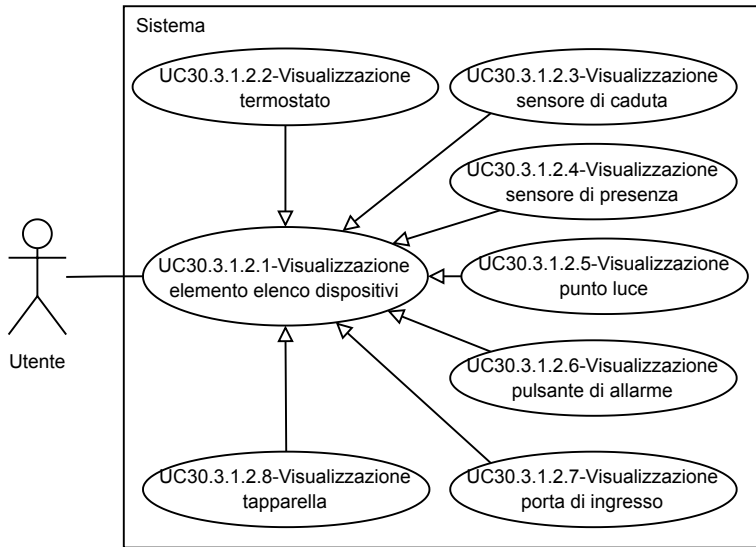 Sistema
UC30.3.1.2.2-Visualizzazione
termostato
UC30.3.1.2.3-Visualizzazione
sensore di caduta
UC30.3.1.2.4-Visualizzazione
sensore di presenza
UC30.3.1.2.1-Visualizzazione
elemento elenco dispositivi
UC30.3.1.2.5-Visualizzazione
punto luce
Utente
UC30.3.1.2.6-Visualizzazione
pulsante di allarme
UC30.3.1.2.8-Visualizzazione
tapparella
UC30.3.1.2.7-Visualizzazione
porta di ingresso